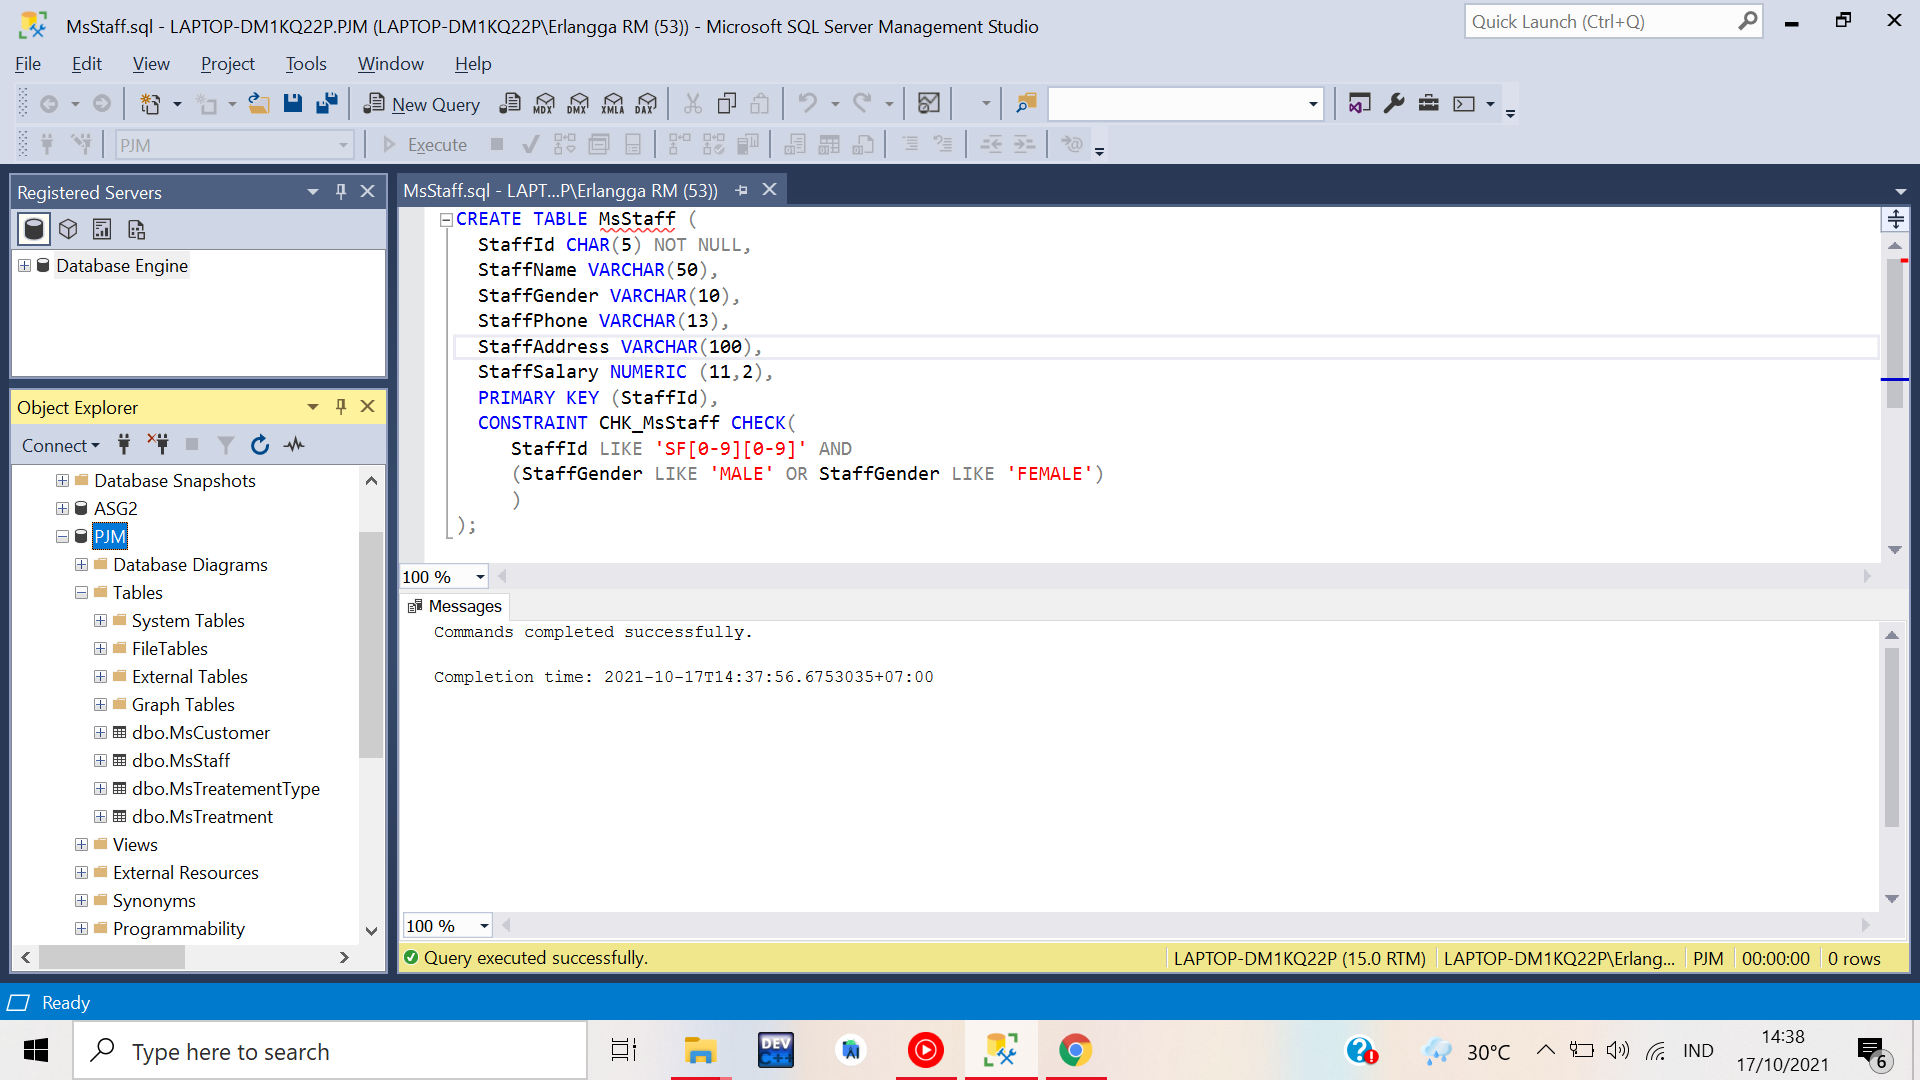 MsStaff.sql - LAPTOP-DM1KQ22P.PJM (LAPTOP-DM1KQ22P\Erlangga RM (53)) - Microsoft SQL Server Management Studio
Quick Launch (Ctrl+Q)
File Edit View Project Tools Window Help
New Query MDX DMX XMLA DAX
PJM Execute
Registered Servers
Database Engine
Object Explorer
Connect
Database Snapshots
ASG2
PJM
Database Diagrams
Tables
System Tables
FileTables
External Tables
Graph Tables
dbo.MsCustomer
dbo.MsStaff
dbo.MsTreatementType
dbo.MsTreatment
Views
External Resources
Synonyms
Programmability
MsStaff.sql - LAPT...P\Erlangga RM (53))
CREATE TABLE MsStaff (
StaffId CHAR(5) NOT NULL,
StaffName VARCHAR(50),
StaffGender VARCHAR(10),
StaffPhone VARCHAR(13),
StaffAddress VARCHAR(100),
StaffSalary NUMERIC (11,2),
PRIMARY KEY (StaffId),
CONSTRAINT CHK_MsStaff CHECK(
StaffId LIKE 'SF[0-9][0-9]' AND
(StaffGender LIKE 'MALE' OR StaffGender LIKE 'FEMALE')
)
);
100 %
Messages
Commands completed successfully.
Completion time: 2021-10-17T14:37:56.6753035+07:00
100 %
Query executed successfully. LAPTOP-DM1KQ22P (15.0 RTM) LAPTOP-DM1KQ22P\Erlang... PJM 00:00:00 0 rows
Ready
Type here to search
DEV C++
30°C
IND
14:38
17/10/2021
6